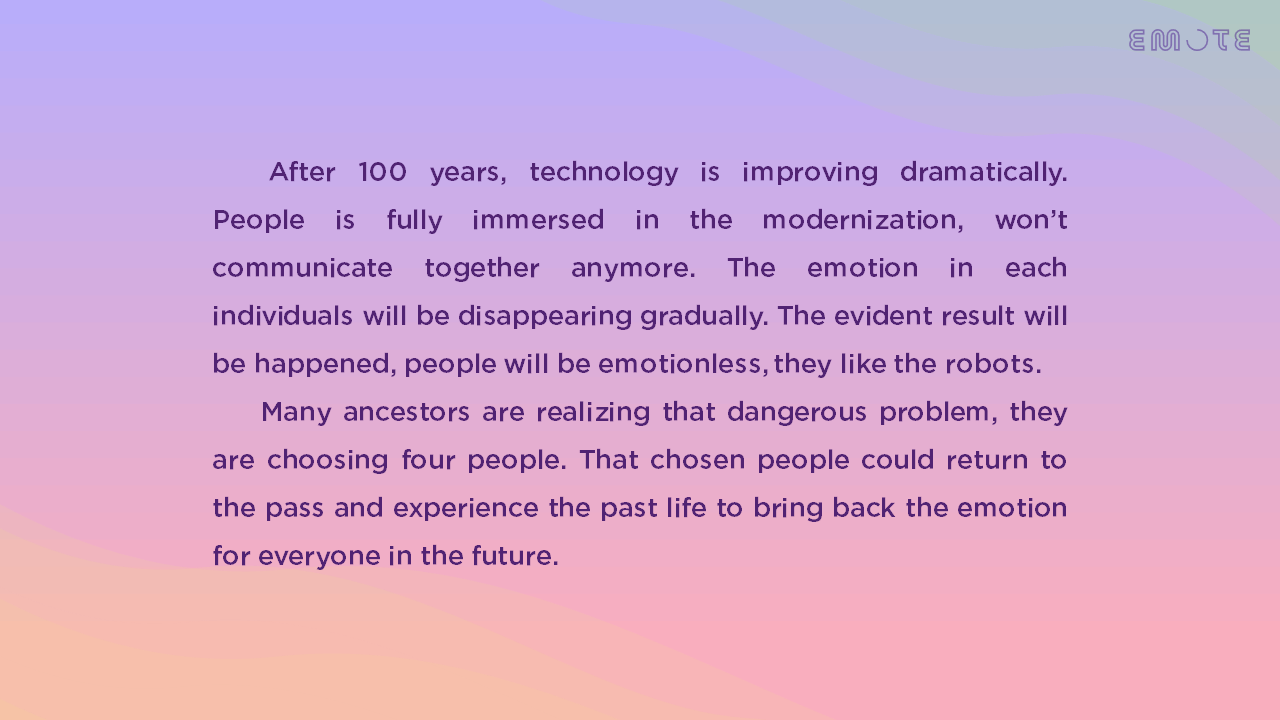 EMOTE
After 100 years, technology is improving dramatically.
People is fully immersed in the modernization, won’t
communicate together anymore. The emotion in each
individuals will be disappearing gradually. The evident result will
be happened, people will be emotionless, they like the robots.
Many ancestors are realizing that dangerous problem, they
are choosing four people. That chosen people could return to
the pass and experience the past life to bring back the emotion
for everyone in the future.